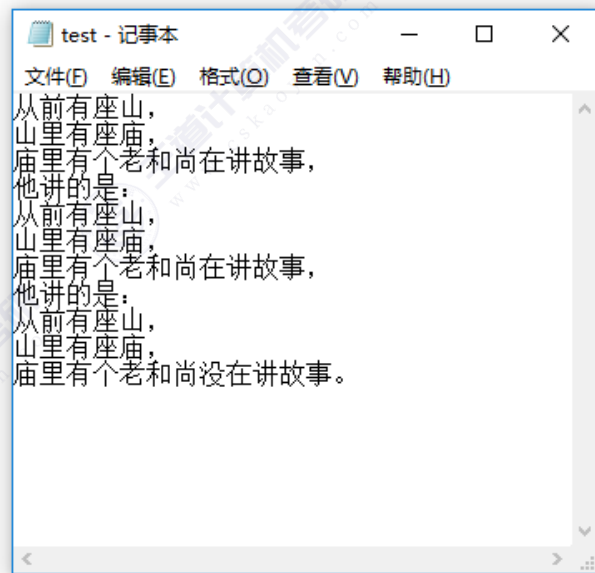 test - 记事本
文件(F) 编辑(E) 格式(O) 查看(V) 帮助(H)
从前有座山，
山里有座庙，
庙里有个老和尚在讲故事，
他讲的是：
从前有座山，
山里有座庙，
庙里有个老和尚在讲故事，
他讲的是：
从前有座山，
山里有座庙，
庙里有个老和尚没在讲故事。